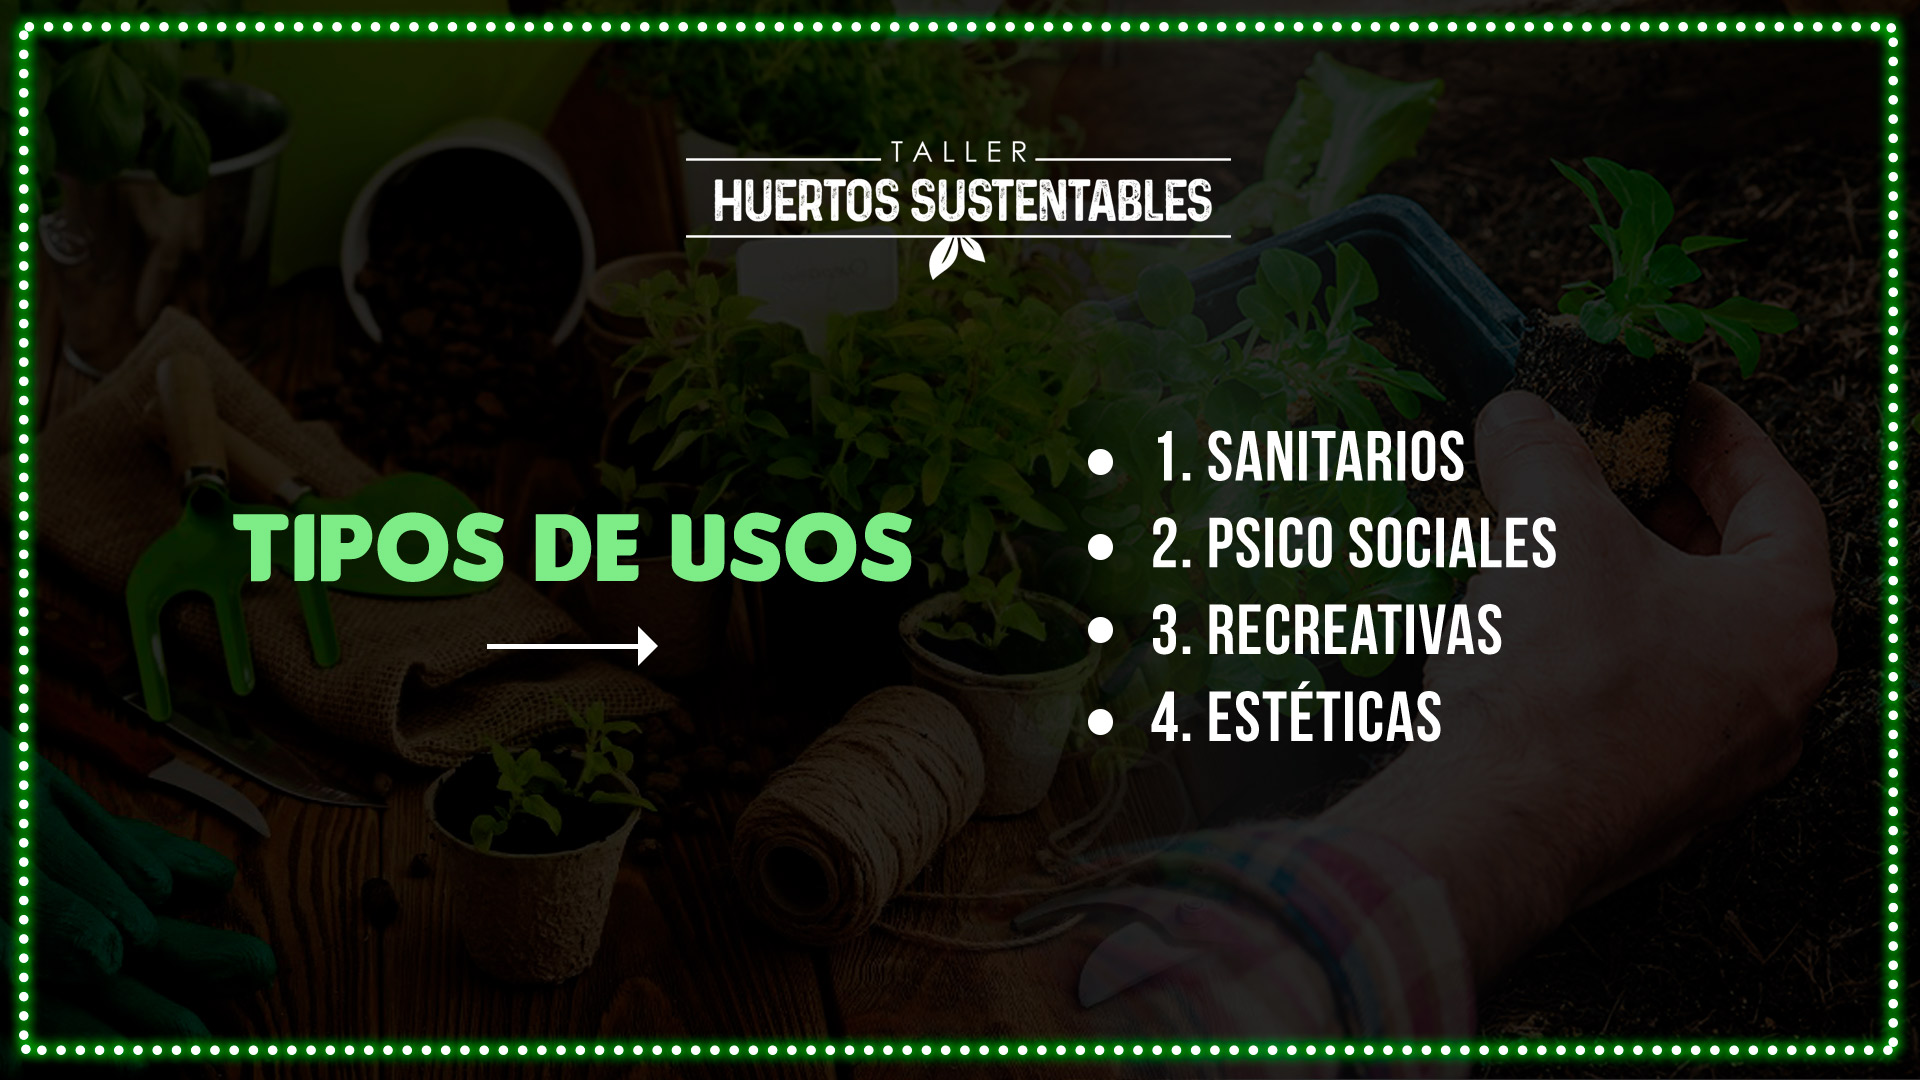 TALLER
HUERTOS SUSTENTABLES
TIPOS DE USOS
1. SANITARIOS
2. PSICO SOCIALES
3. RECREATIVAS
4. ESTÉTICAS